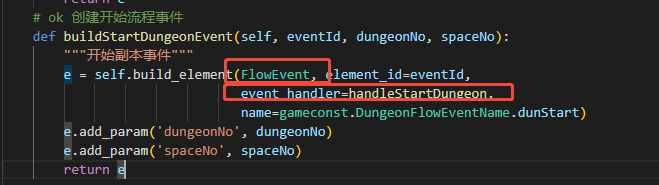 # ok 创建开始流程事件
def buildStartDungeonEvent(self, eventId, dungeonNo, spaceNo):
"""开始副本事件"""
e = self.build_element(FlowEvent, element_id=eventId,
event_handler=handleStartDungeon,
name=gameconst.DungeonFlowEventName.dunStart)
e.add_param('dungeonNo', dungeonNo)
e.add_param('spaceNo', spaceNo)
return e